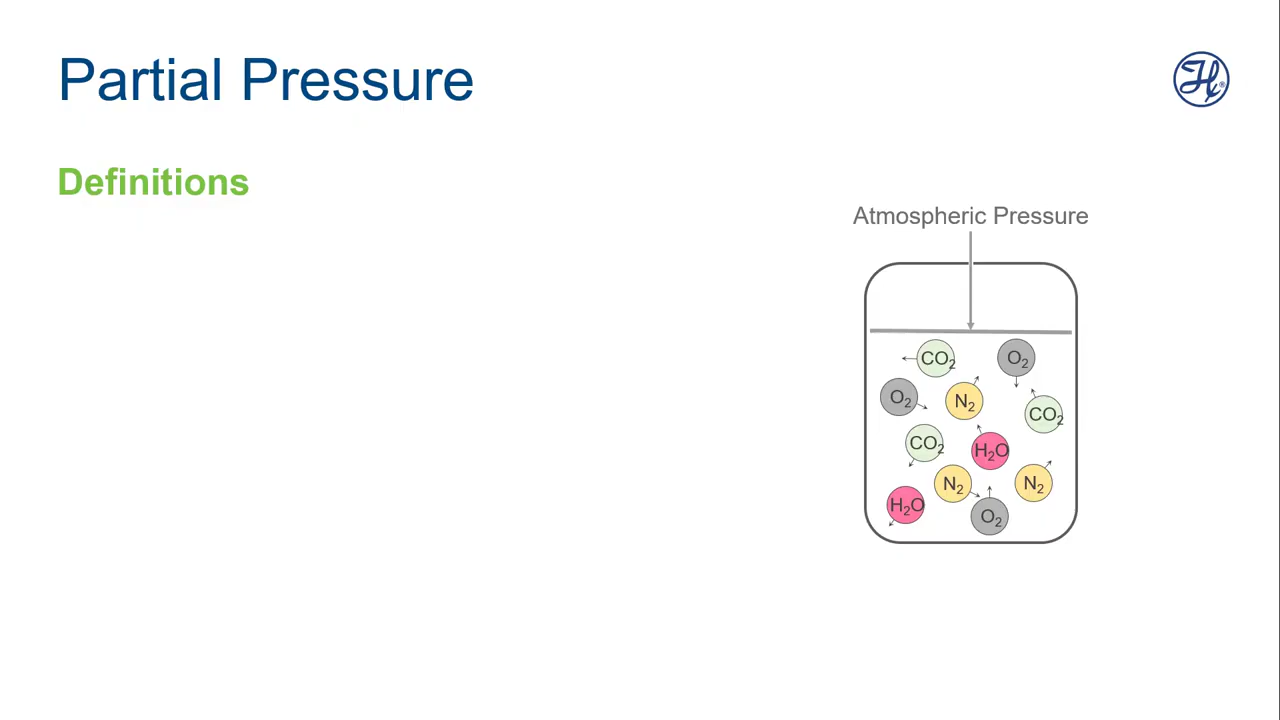 Partial Pressure
H®
Definitions
Atmospheric Pressure
CO₂
O₂
O₂
N₂
CO₂
CO₂
H₂O
N₂
N₂
H₂O
O₂